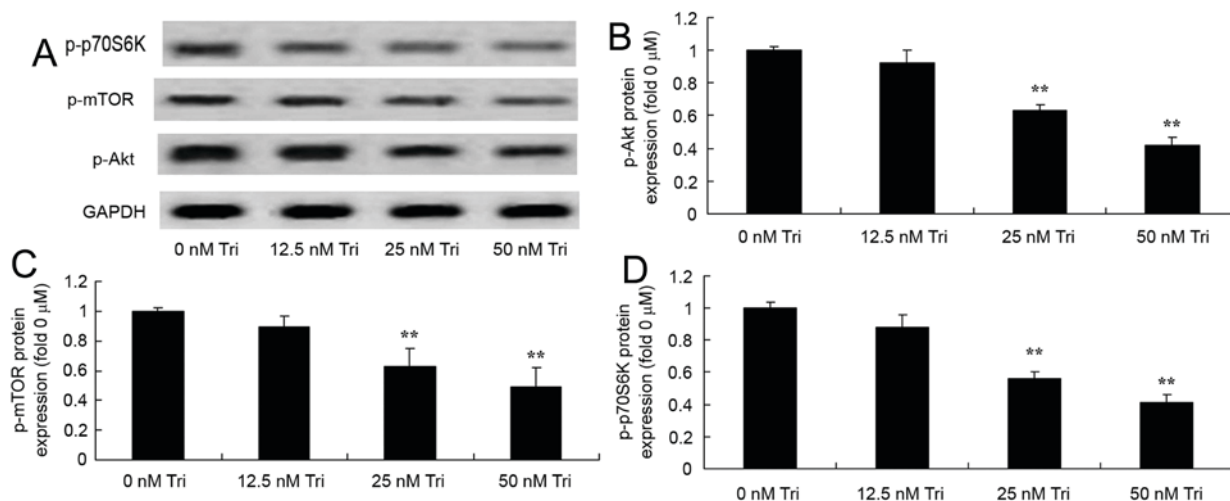 A
p-p70S6K
p-mTOR
p-Akt
GAPDH
0 nM Tri 12.5 nM Tri 25 nM Tri 50 nM Tri
B
p-Akt protein
expression (fold 0 μM)
1.2
1
0.8
0.6
0.4
0.2
0
**
**
0 nM Tri 12.5 nM Tri 25 nM Tri 50 nM Tri
C
p-mTOR protein
expression (fold 0 μM)
1.2
1
0.8
0.6
0.4
0.2
0
**
**
0 nM Tri 12.5 nM Tri 25 nM Tri 50 nM Tri
D
p-p70S6K protein
expression (fold 0 μM)
1.2
1
0.8
0.6
0.4
0.2
0
**
**
0 nM Tri 12.5 nM Tri 25 nM Tri 50 nM Tri